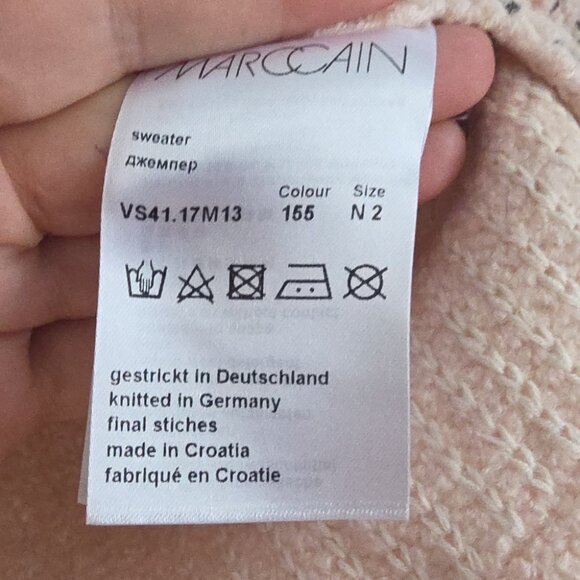 MARCCAIN
sweater
джемпер
Colour Size
VS41.17M13 155 N 2
gestrickt in Deutschland
knitted in Germany
final stiches
made in Croatia
fabriqué en Croatie